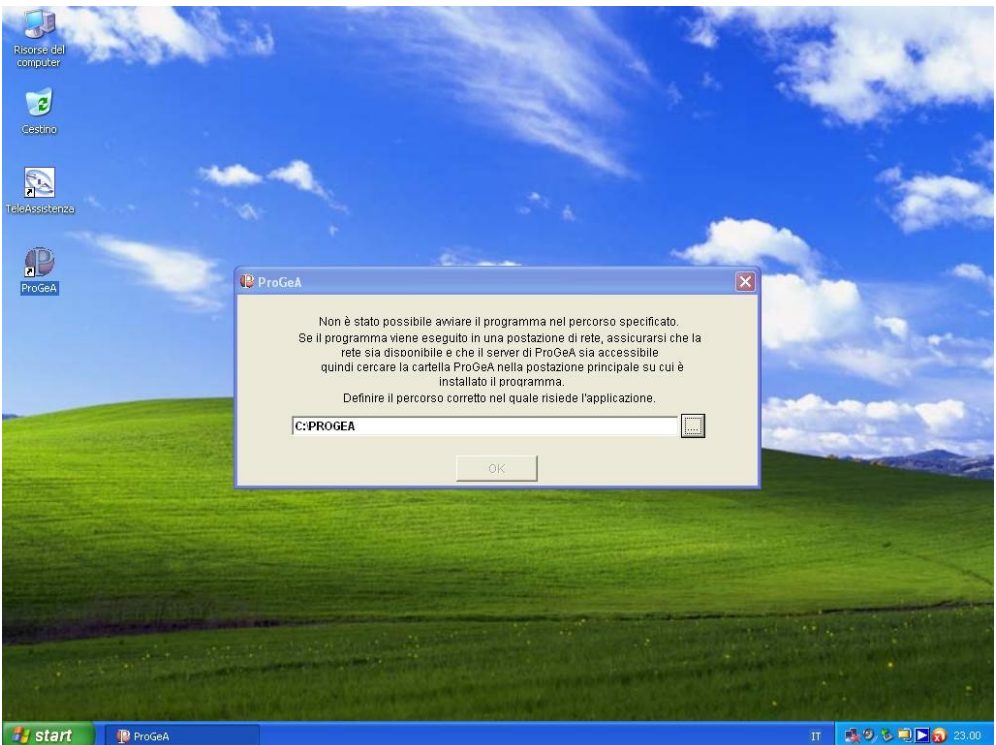 Risorse del
computer
Cestino
TeleAssistenza
ProGeA
ProGeA
Non è stato possibile avviare il programma nel percorso specificato.
Se il programma viene eseguito in una postazione di rete, assicurarsi che la
rete sia disponibile e che il server di ProGeA sia accessibile
quindi cercare la cartella ProGeA nella postazione principale su cui è
installato il programma.
Definire il percorso corretto nel quale risiede l'applicazione.
C:\PROGEA
...
OK
start
ProGeA
IT
23.00